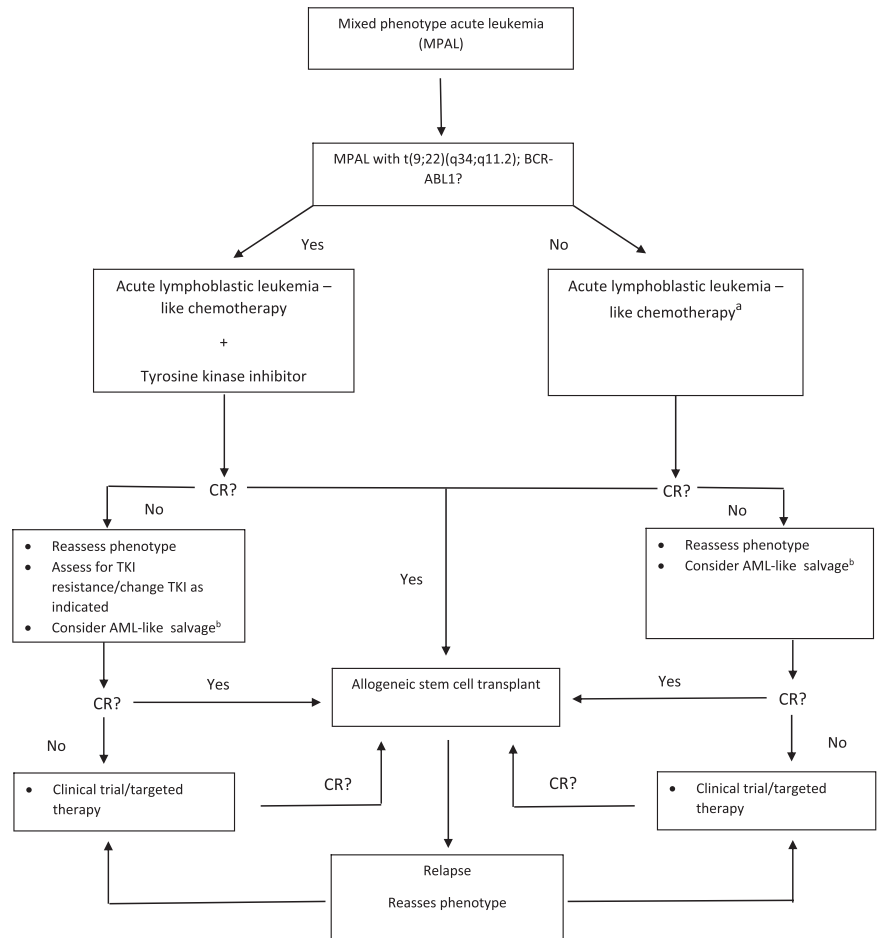 Mixed phenotype acute leukemia
(MPAL)
MPAL with t(9;22)(q34;q11.2); BCR-
ABL1?
Yes
No
Acute lymphoblastic leukemia –
like chemotherapy
+
Tyrosine kinase inhibitor
Acute lymphoblastic leukemia –
like chemotherapyª
CR?
CR?
No
No
• Reassess phenotype
• Assess for TKI
resistance/change TKI as
indicated
• Consider AML-like salvageᵇ
Yes
• Reassess phenotype
• Consider AML-like salvageᵇ
CR?
Yes
Allogeneic stem cell transplant
Yes
CR?
No
No
• Clinical trial/targeted
therapy
CR?
CR?
• Clinical trial/targeted
therapy
Relapse
Reasses phenotype